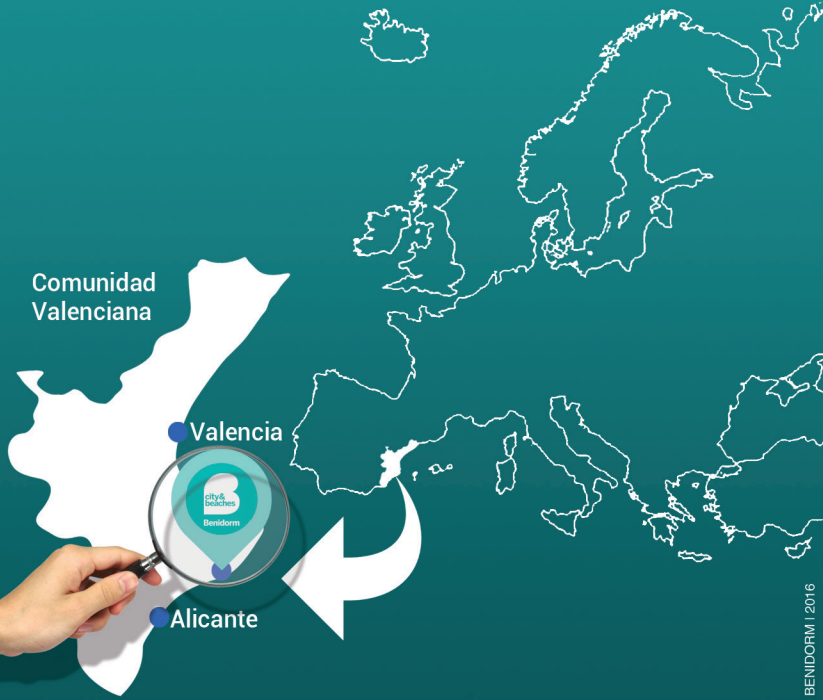 Comunidad
Valenciana
Valencia
city&
beaches
Benidorm
Alicante
BENIDORM | 2016